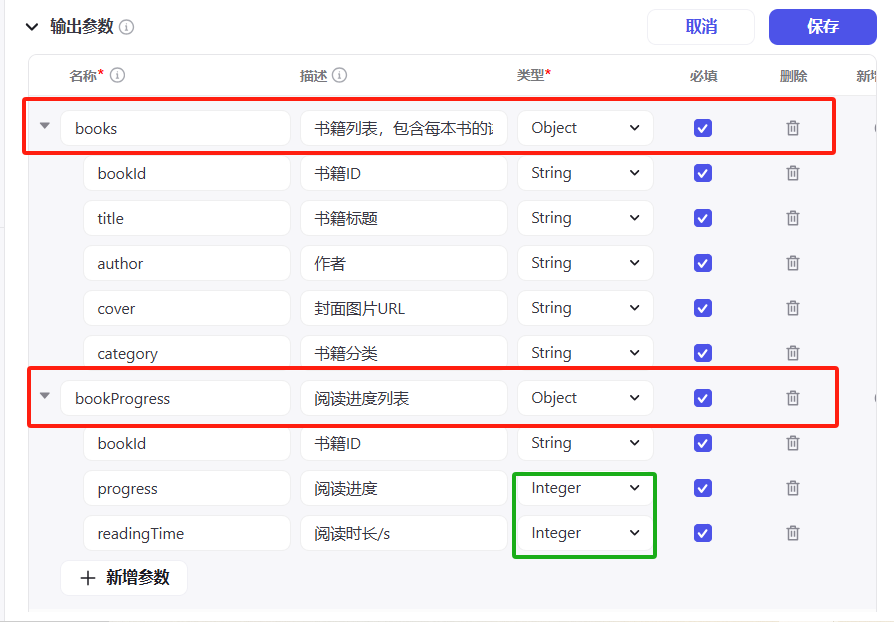 输出参数 取消 保存
名称* 描述 类型* 必填 删除
books 书籍列表，包含每本书的 Object
bookId 书籍ID String
title 书籍标题 String
author 作者 String
cover 封面图片URL String
category 书籍分类 String
bookProgress 阅读进度列表 Object
bookId 书籍ID String
progress 阅读进度 Integer
readingTime 阅读时长/s Integer
+ 新增参数